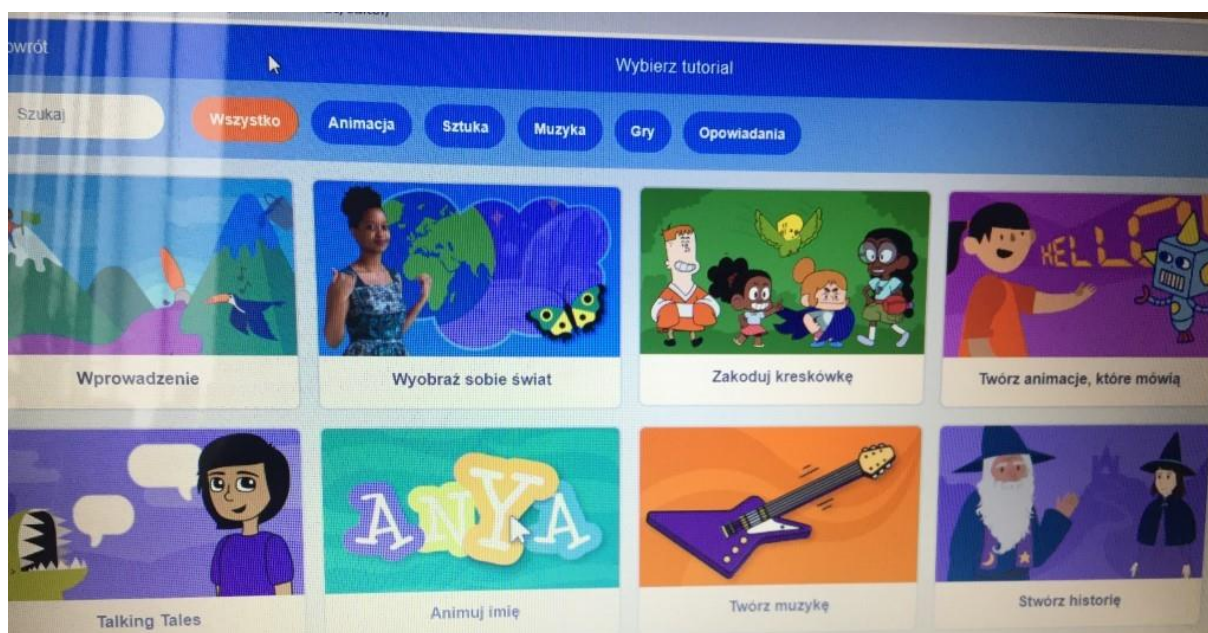 Wybierz tutorial
Szukaj
Wszystko
Animacja
Sztuka
Muzyka
Gry
Opowiadania
HELLO
Wprowadzenie
Wyobraź sobie świat
Zakoduj kreskówkę
Twórz animacje, które mówią
ANYA
Talking Tales
Animuj imię
Twórz muzykę
Stwórz historię